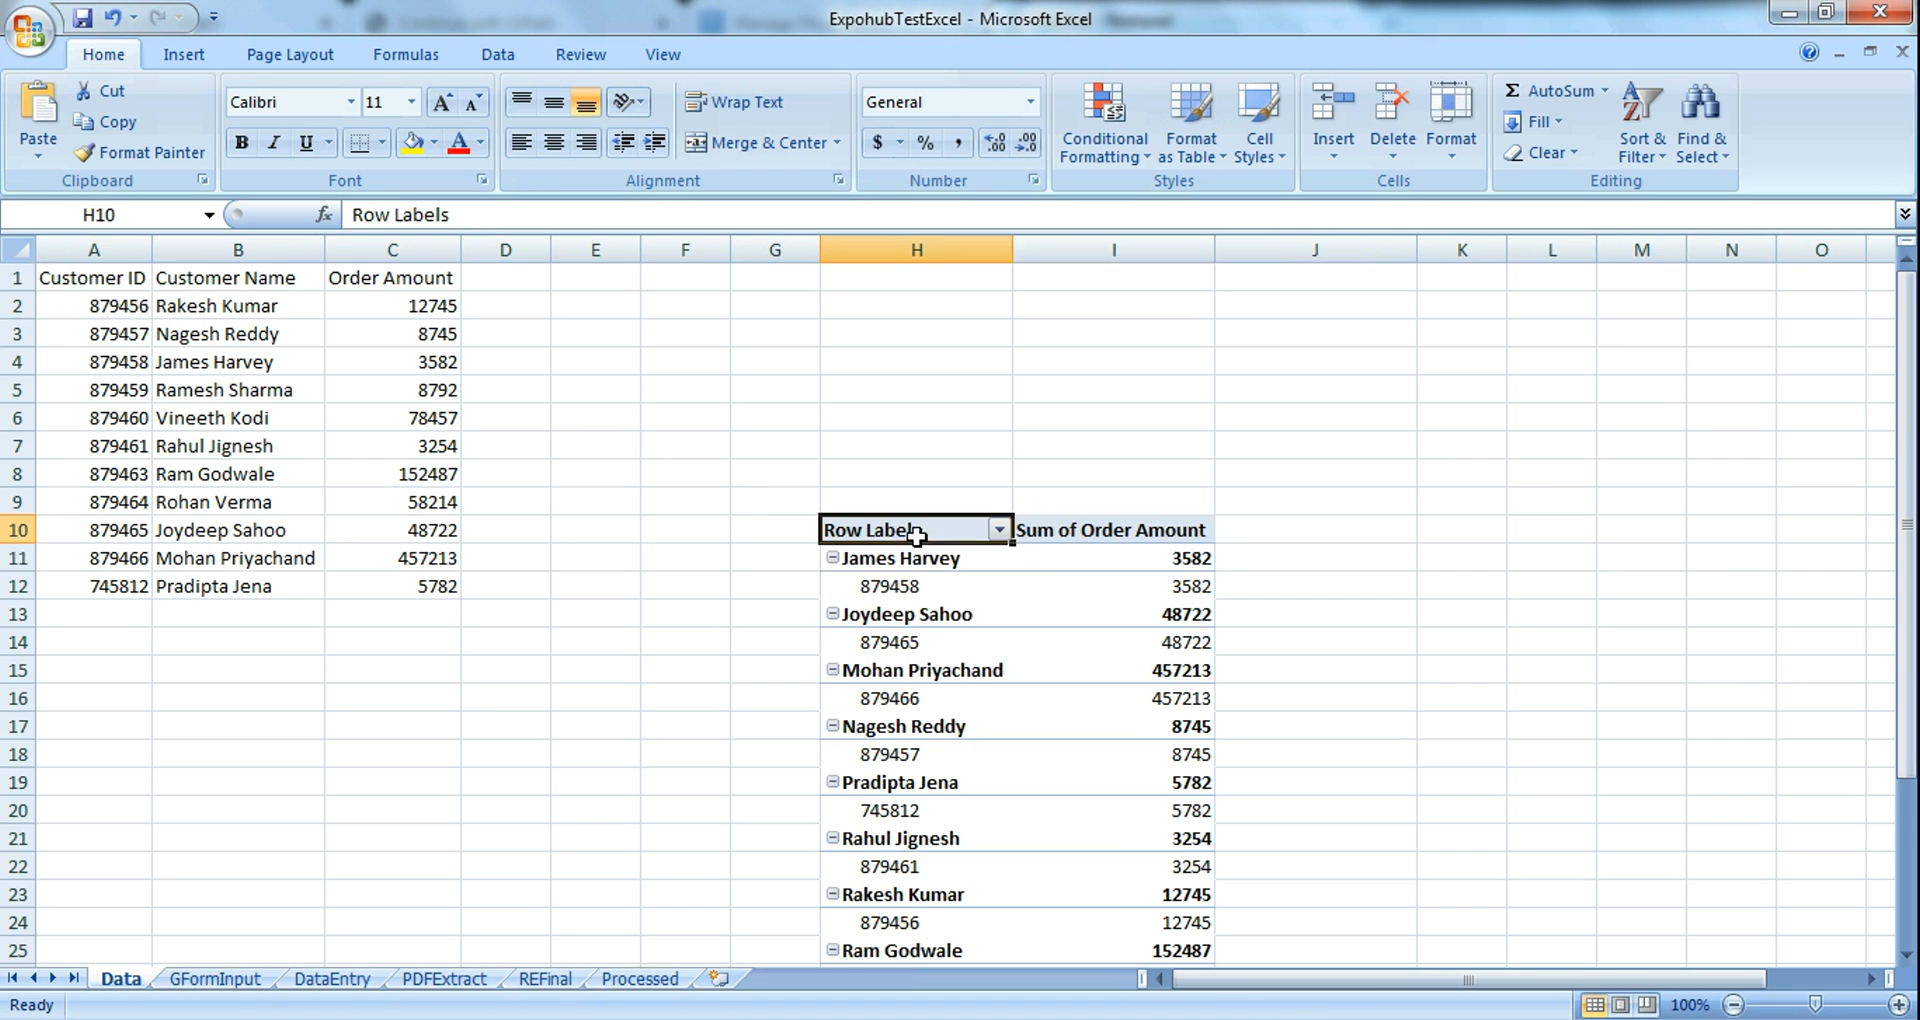 ExpohubTestExcel - Microsoft Excel
Home Insert Page Layout Formulas Data Review View
Paste
Cut
Copy
Format Painter
Clipboard
Calibri 11
B I U
Font
Wrap Text
Merge & Center
Alignment
General
$ % ,
Number
Conditional Formatting
Format as Table
Cell Styles
Styles
Insert Delete Format
Cells
Σ AutoSum
Fill
Clear
Sort & Filter
Find & Select
Editing
H10 fx Row Labels
A B C D E F G H I J K L M N O
1 Customer ID Customer Name Order Amount
2 879456 Rakesh Kumar 12745
3 879457 Nagesh Reddy 8745
4 879458 James Harvey 3582
5 879459 Ramesh Sharma 8792
6 879460 Vineeth Kodi 78457
7 879461 Rahul Jignesh 3254
8 879463 Ram Godwale 152487
9 879464 Rohan Verma 58214
10 879465 Joydeep Sahoo 48722 Row Labels Sum of Order Amount
11 879466 Mohan Priyachand 457213 James Harvey 3582
12 745812 Pradipta Jena 5782 879458 3582
13 Joydeep Sahoo 48722
14 879465 48722
15 Mohan Priyachand 457213
16 879466 457213
17 Nagesh Reddy 8745
18 879457 8745
19 Pradipta Jena 5782
20 745812 5782
21 Rahul Jignesh 3254
22 879461 3254
23 Rakesh Kumar 12745
24 879456 12745
25 Ram Godwale 152487
Data GFormInput DataEntry PDFExtract REFinal Processed
Ready 100%